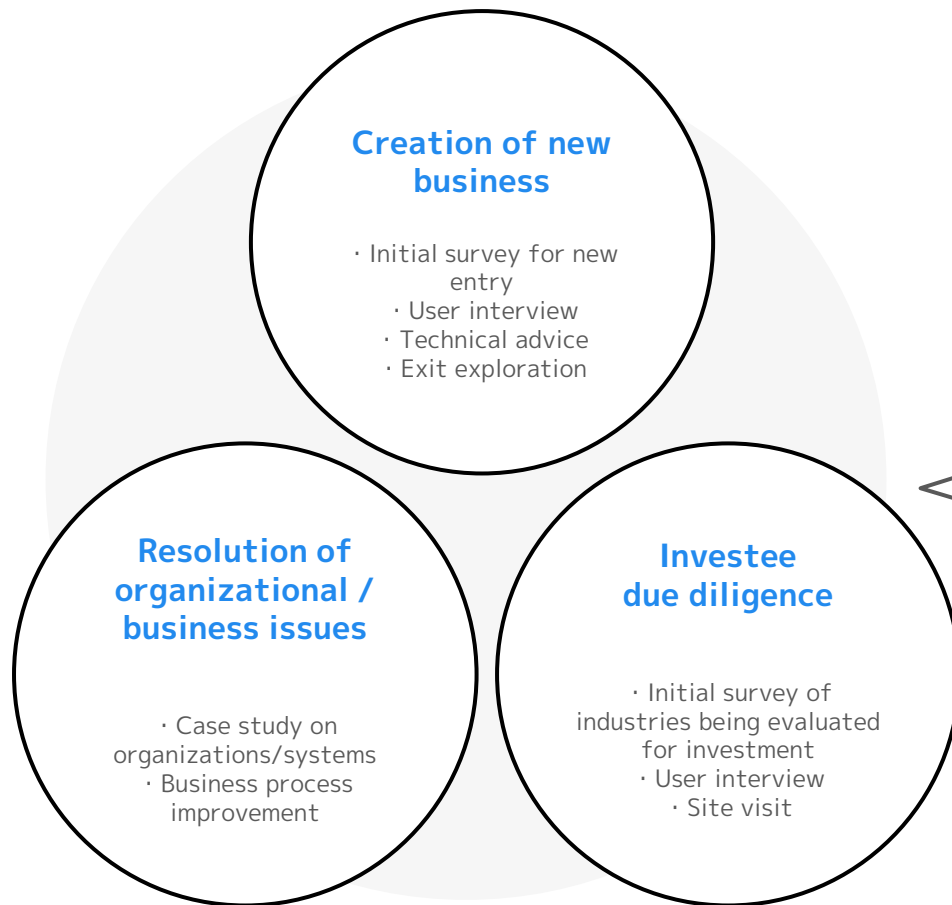 Creation of new
business
· Initial survey for new
entry
· User interview
· Technical advice
· Exit exploration
Resolution of
organizational /
business issues
· Case study on
organizations/systems
· Business process
improvement
Investee
due diligence
· Initial survey of
industries being evaluated
for investment
· User interview
· Site visit